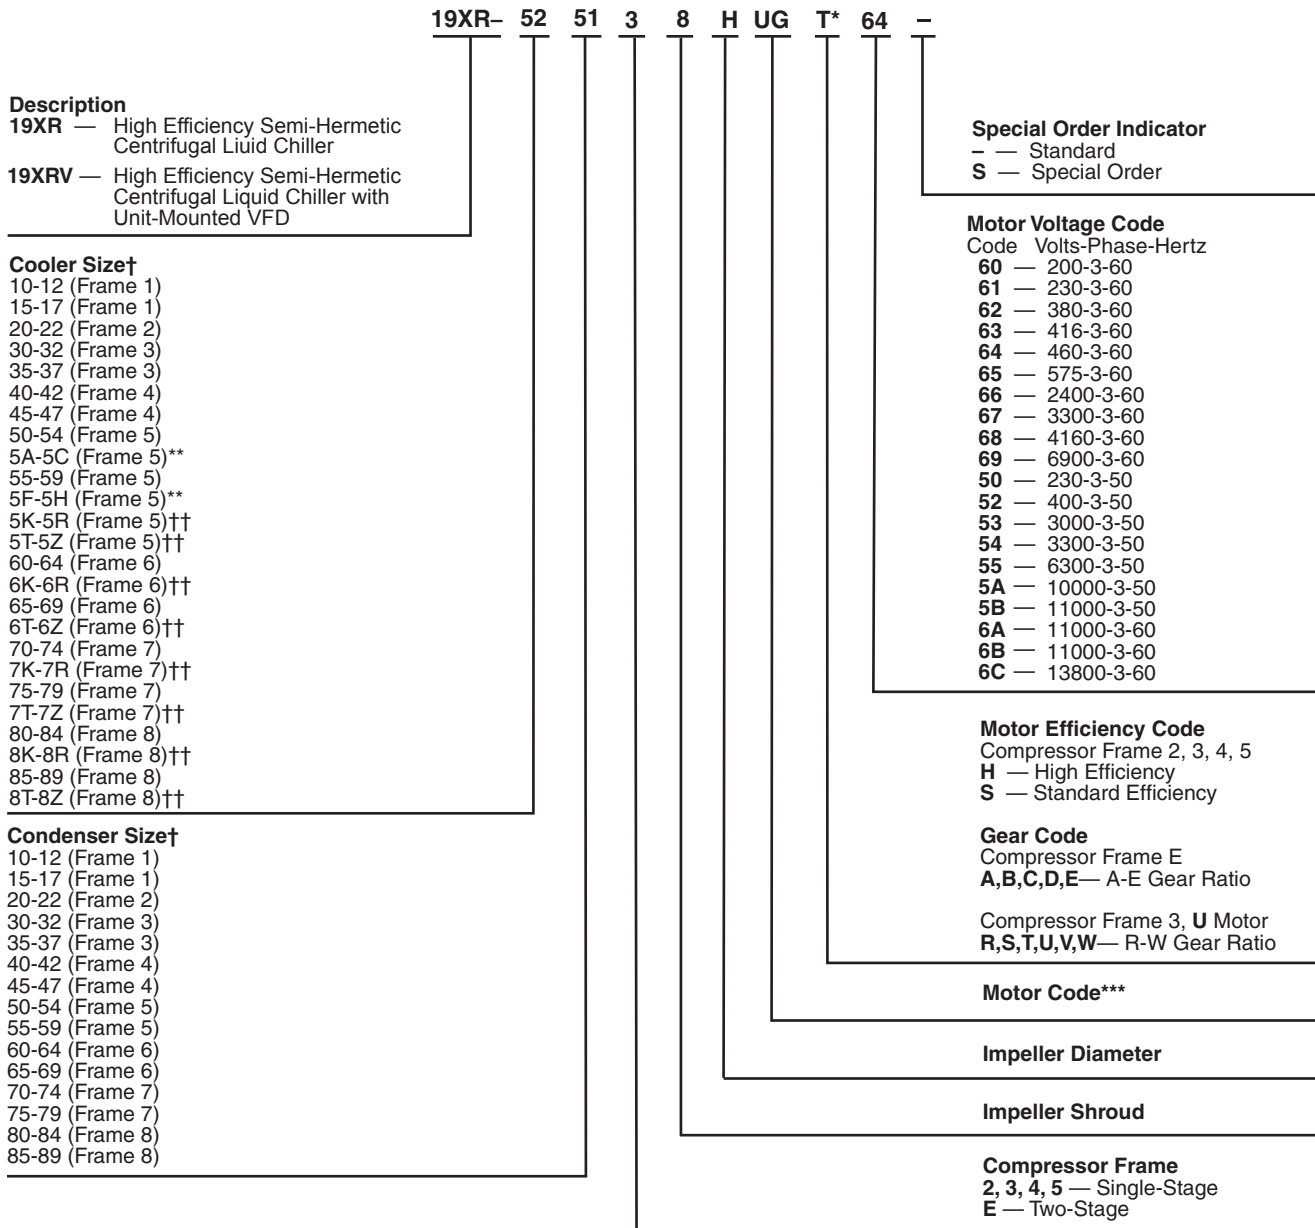 19XR– 52 51 3 8 H UG T* 64 –
Description
19XR — High Efficiency Semi-Hermetic
Centrifugal Liuid Chiller
19XRV — High Efficiency Semi-Hermetic
Centrifugal Liquid Chiller with
Unit-Mounted VFD
Cooler Size†
10-12 (Frame 1)
15-17 (Frame 1)
20-22 (Frame 2)
30-32 (Frame 3)
35-37 (Frame 3)
40-42 (Frame 4)
45-47 (Frame 4)
50-54 (Frame 5)
5A-5C (Frame 5)**
55-59 (Frame 5)
5F-5H (Frame 5)**
5K-5R (Frame 5)††
5T-5Z (Frame 5)††
60-64 (Frame 6)
6K-6R (Frame 6)††
65-69 (Frame 6)
6T-6Z (Frame 6)††
70-74 (Frame 7)
7K-7R (Frame 7)††
75-79 (Frame 7)
7T-7Z (Frame 7)††
80-84 (Frame 8)
8K-8R (Frame 8)††
85-89 (Frame 8)
8T-8Z (Frame 8)††
Condenser Size†
10-12 (Frame 1)
15-17 (Frame 1)
20-22 (Frame 2)
30-32 (Frame 3)
35-37 (Frame 3)
40-42 (Frame 4)
45-47 (Frame 4)
50-54 (Frame 5)
55-59 (Frame 5)
60-64 (Frame 6)
65-69 (Frame 6)
70-74 (Frame 7)
75-79 (Frame 7)
80-84 (Frame 8)
85-89 (Frame 8)
Special Order Indicator
– — Standard
S — Special Order
Motor Voltage Code
Code Volts-Phase-Hertz
60 — 200-3-60
61 — 230-3-60
62 — 380-3-60
63 — 416-3-60
64 — 460-3-60
65 — 575-3-60
66 — 2400-3-60
67 — 3300-3-60
68 — 4160-3-60
69 — 6900-3-60
50 — 230-3-50
52 — 400-3-50
53 — 3000-3-50
54 — 3300-3-50
55 — 6300-3-50
5A — 10000-3-50
5B — 11000-3-50
6A — 11000-3-60
6B — 11000-3-60
6C — 13800-3-60
Motor Efficiency Code
Compressor Frame 2, 3, 4, 5
H — High Efficiency
S — Standard Efficiency
Gear Code
Compressor Frame E
A,B,C,D,E— A-E Gear Ratio
Compressor Frame 3, U Motor
R,S,T,U,V,W— R-W Gear Ratio
Motor Code***
Impeller Diameter
Impeller Shroud
Compressor Frame
2, 3, 4, 5 — Single-Stage
E — Two-Stage